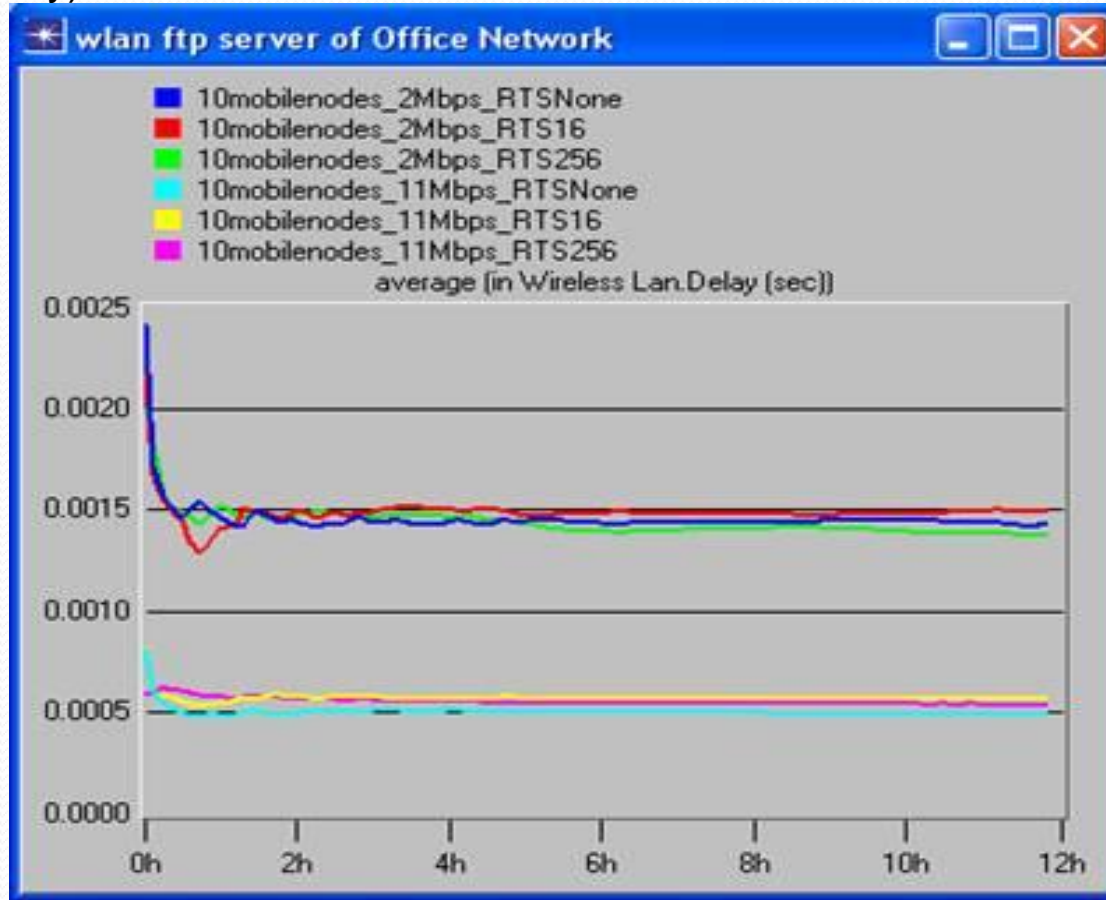 wlan ftp server of Office Network
10mobilenodes_2Mbps_RTSNone
10mobilenodes_2Mbps_RTS16
10mobilenodes_2Mbps_RTS256
10mobilenodes_11Mbps_RTSNone
10mobilenodes_11Mbps_RTS16
10mobilenodes_11Mbps_RTS256
average (in Wireless Lan.Delay (sec))
0.0025
0.0020
0.0015
0.0010
0.0005
0.0000
0h 2h 4h 6h 8h 10h 12h